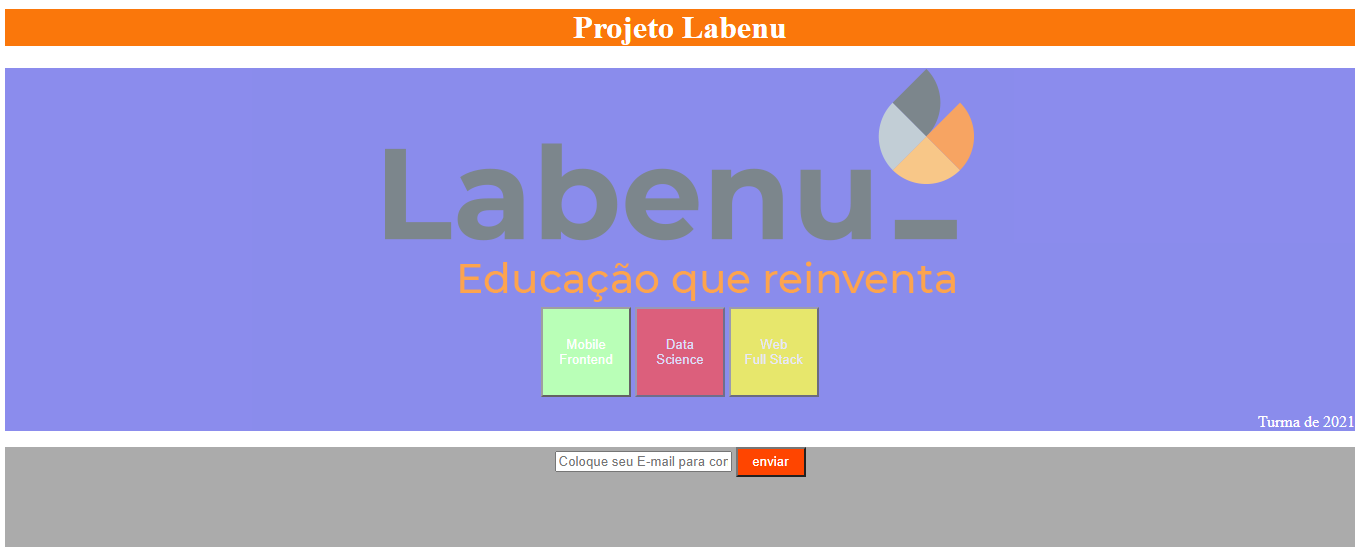 Projeto Labenu
Labenu_
Educação que reinventa
Mobile
Frontend
Data
Science
Web
Full Stack
Turma de 2021
Coloque seu E-mail para cor
enviar